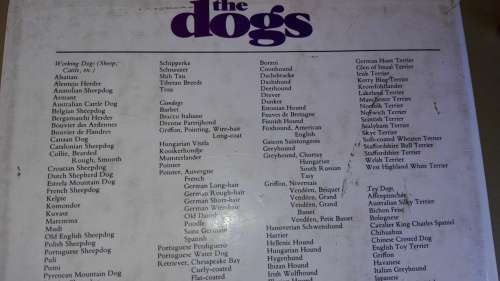 the
dogs
Working Dogs (Sheep,
Cattle, etc.)
Abattan
Alentejo Herder
Anatolian Sheepdog
Armant
Australian Cattle Dog
Belgian Sheepdog
Bergamaschi Herder
Bouvier des Ardennes
Bouvier de Flandres
Canaan Dog
Catalonian Sheepdog
Collie, Bearded
Rough, Smooth
Croatian Sheepdog
Dutch Shepherd Dog
Estrela Mountain Dog
French Sheepdog
Kelpie
Komondor
Kuvasz
Maremma
Mudi
Old English Sheepdog
Polish Sheepdog
Portuguese Sheepdog
Puli
Pumi
Pyrenean Mountain Dog
Schipperka
Schnauzer
Shih Tzu
Tibetan Breeds
Tosa
Gundogs
Barbet
Bracco Italiano
Drentse Partrijshond
Griffon, Pointing, Wire-hair
Long-coat
Hungarian Vizsla
Kooikerhondje
Munsterlander
Pointer
Pointer, Auvergne
French
German Long-hair
German Rough-hair
German Short-hair
German Wire-hair
Old Danish
Poodle
Saint Germain
Spanish
Portuguese Perdiguero
Portuguese Water Dog
Retriever, Chesapeake Bay
Curly-coated
Flat-coated
Borzoi
Coonhound
Dachsbracke
Dachshund
Deerhound
Drever
Dunker
Estonian Hound
Fauves de Bretagne
Finnish Hound
Foxhound, American
English
Gascon Saintongeois
Greyhound
Greyhound, Chortay
Hungarian
South Russian
Tasy
Griffon, Nivernais
Vendéen, Briquet
Vendéen, Grand
Vendéen, Grand
Basset
Vendéen, Petit Basset
Hanoverian Schweisshund
Harrier
Hellenic Hound
Hungarian Hound
Hygenhund
Ibizan Hound
Irish Wolfhound
German Hunt Terrier
Glen of Imaal Terrier
Irish Terrier
Kerry Blue Terrier
Kromfohrlander
Lakeland Terrier
Manchester Terrier
Norfolk Terrier
Norwich Terrier
Scottish Terrier
Sealyham Terrier
Skye Terrier
Soft-coated Wheaten Terrier
Staffordshire Bull Terrier
Staffordshire Terrier
Welsh Terrier
West Highland White Terrier
Toy Dogs
Affenpinscher
Australian Silky Terrier
Bichon Frisé
Bolognese
Cavalier King Charles Spaniel
Chihuahua
Chinese Crested Dog
English Toy Terrier
Griffon
Havanese
Italian Greyhound
Japanese